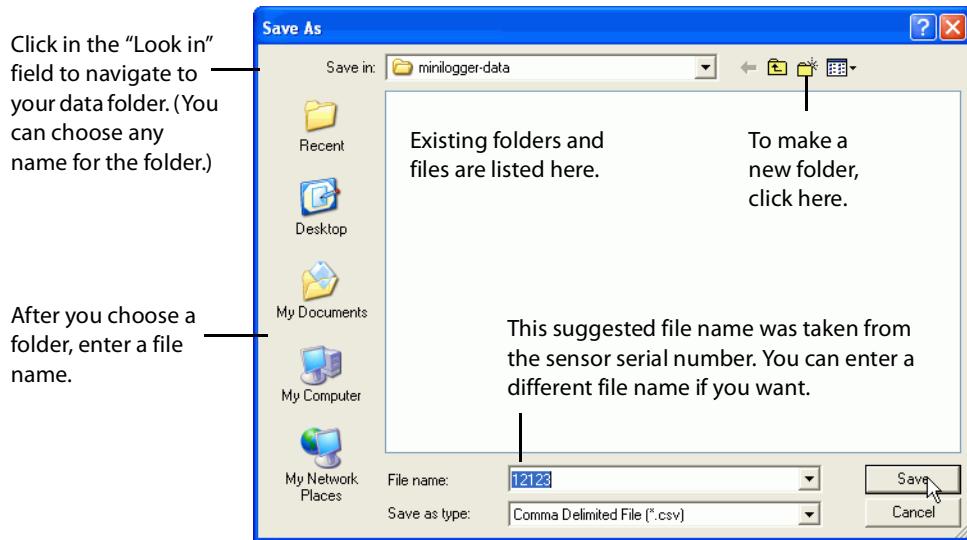 Save As
Click in the “Look in”
field to navigate to
your data folder. (You
can choose any
name for the folder.)
Save in:
minilogger-data
Recent
Desktop
My Documents
My Computer
My Network
Places
Existing folders and
files are listed here.
To make a
new folder,
click here.
After you choose a
folder, enter a file
name.
This suggested file name was taken from
the sensor serial number. You can enter a
different file name if you want.
File name:
12123
Save
Save as type:
Comma Delimited File (*.csv)
Cancel